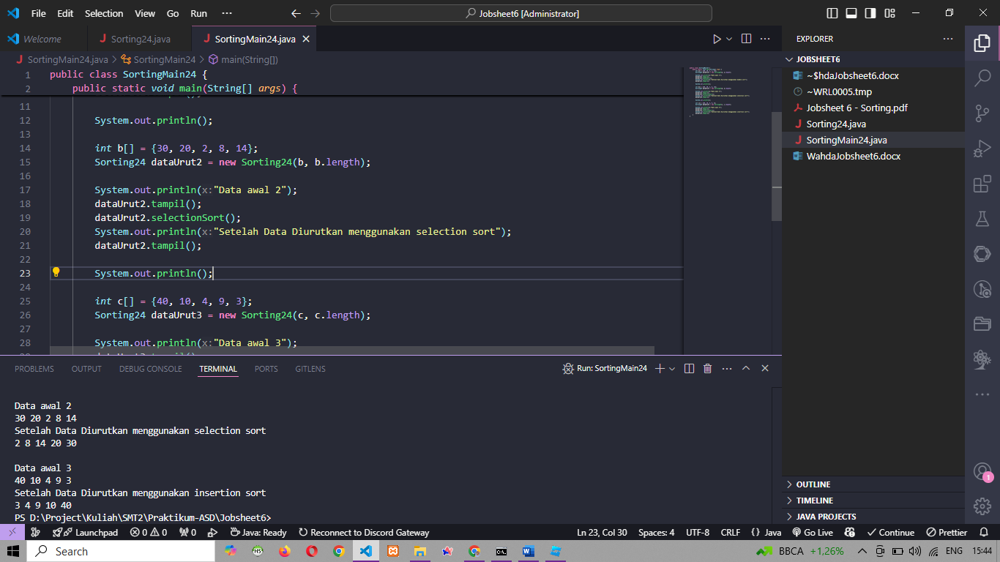 File Edit Selection View Go Run ··· Jobsheet6 [Administrator]
Welcome Sorting24.java SortingMain24.java
SortingMain24.java > SortingMain24 > main(String[])
1 public class SortingMain24 {
2 public static void main(String[] args) {
11
12 System.out.println();
13
14 int b[] = {30, 20, 2, 8, 14};
15 Sorting24 dataUrut2 = new Sorting24(b, b.length);
16
17 System.out.println(x:"Data awal 2");
18 dataUrut2.tampil();
19 dataUrut2.selectionSort();
20 System.out.println(x:"Setelah Data Diurutkan menggunakan selection sort");
21 dataUrut2.tampil();
22
23 System.out.println();
24
25 int c[] = {40, 10, 4, 9, 3};
26 Sorting24 dataUrut3 = new Sorting24(c, c.length);
27
28 System.out.println(x:"Data awal 3");
EXPLORER
JOBSHEET6
~$hdaJobsheet6.docx
~WRL0005.tmp
Jobsheet 6 - Sorting.pdf
Sorting24.java
SortingMain24.java
WahdaJobsheet6.docx
OUTLINE
TIMELINE
JAVA PROJECTS
1
PROBLEMS OUTPUT DEBUG CONSOLE TERMINAL PORTS GITLENS Run: SortingMain24
Data awal 2
30 20 2 8 14
Setelah Data Diurutkan menggunakan selection sort
2 8 14 20 30
Data awal 3
40 10 4 9 3
Setelah Data Diurutkan menggunakan insertion sort
3 4 9 10 40
PS D:\Project\Kuliah\SMT2\Praktikum-ASD\Jobsheet6>
Launchpad 0 0 0 Java: Ready Reconnect to Discord Gateway Ln 23, Col 30 Spaces: 4 UTF-8 CRLF {} Java Go Live Continue Prettier
Search BBCA +1,26% ENG 15:44